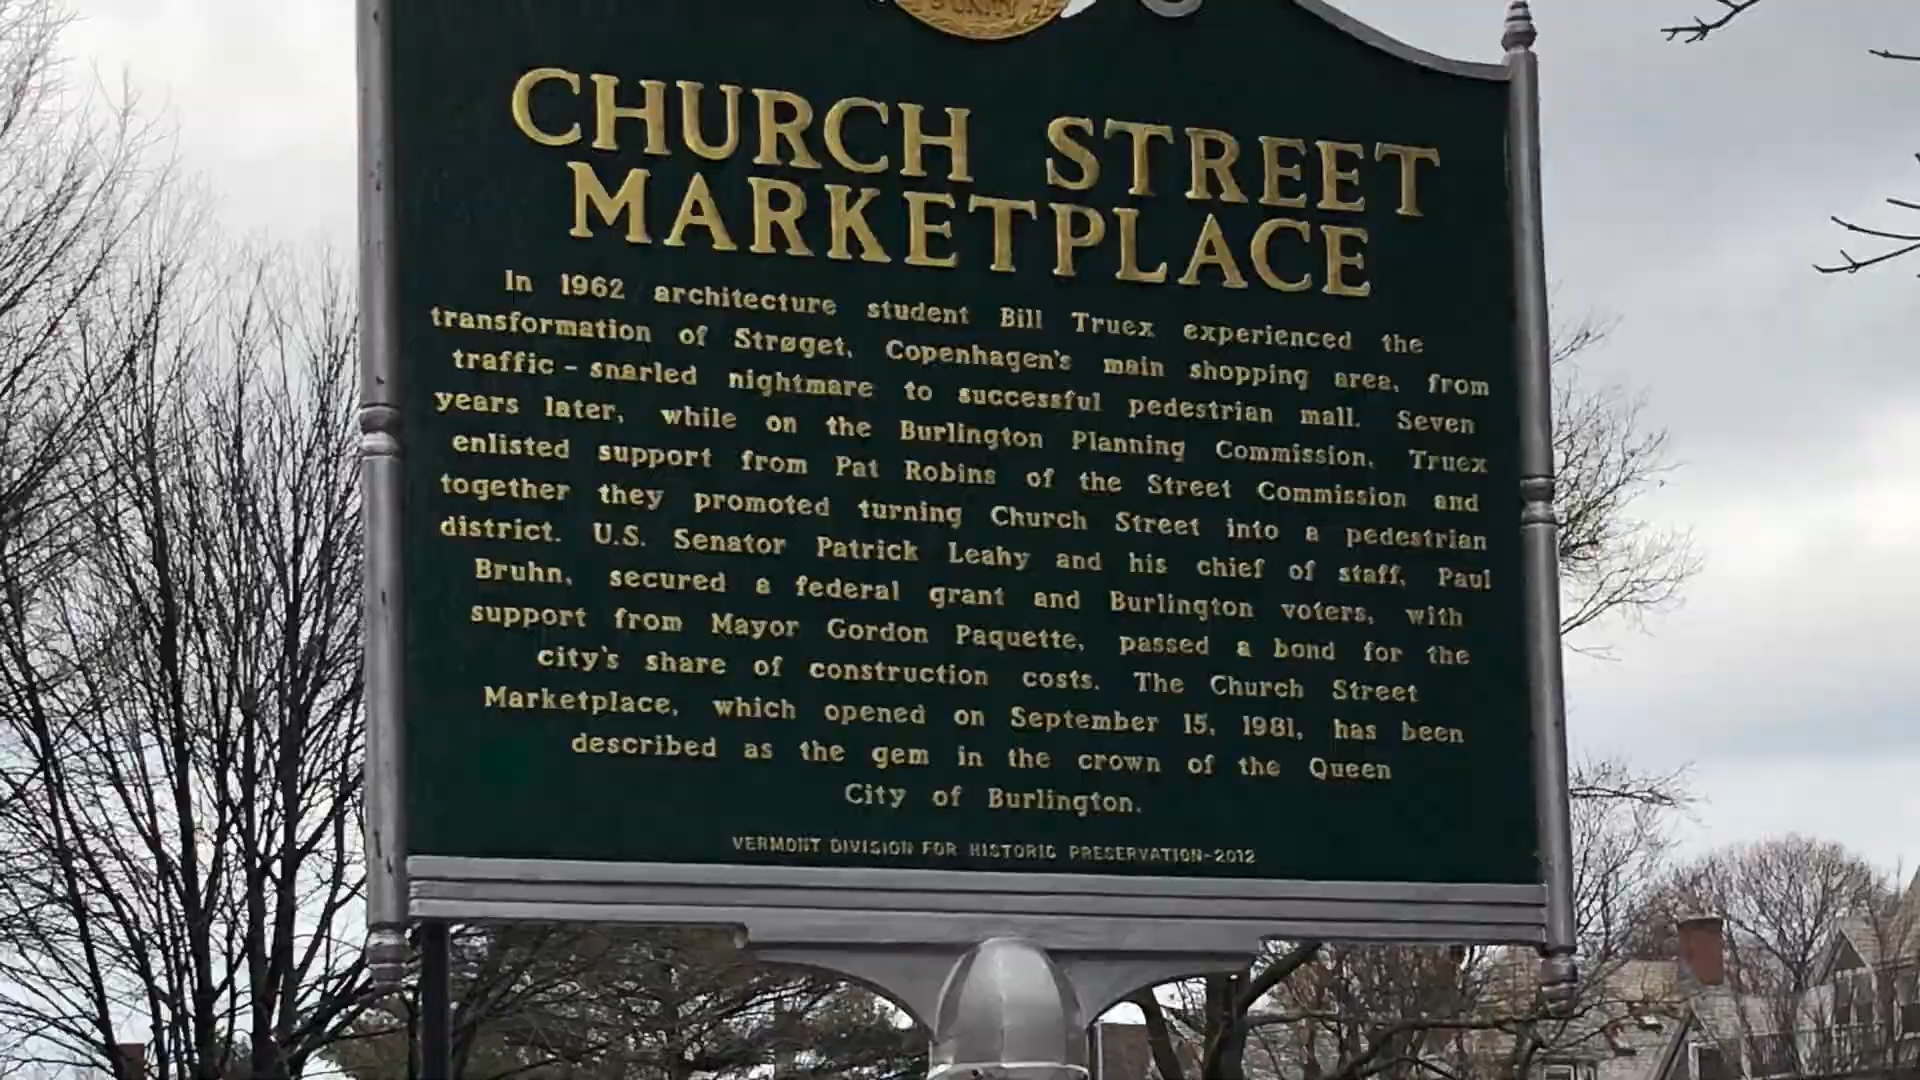 CHURCH STREET
MARKETPLACE
In 1962 architecture student Bill Truex experienced the
transformation of Strøget, Copenhagen's main shopping area, from
traffic-snarled nightmare to successful pedestrian mall. Seven
years later, while on the Burlington Planning Commission, Truex
enlisted support from Pat Robins of the Street Commission and
together they promoted turning Church Street into a pedestrian
district. U.S. Senator Patrick Leahy and his chief of staff, Paul
Bruhn, secured a federal grant and Burlington voters, with
support from Mayor Gordon Paquette, passed a bond for the
city's share of construction costs. The Church Street
Marketplace, which opened on September 15, 1981, has been
described as the gem in the crown of the Queen
City of Burlington.
VERMONT DIVISION FOR HISTORIC PRESERVATION-2012